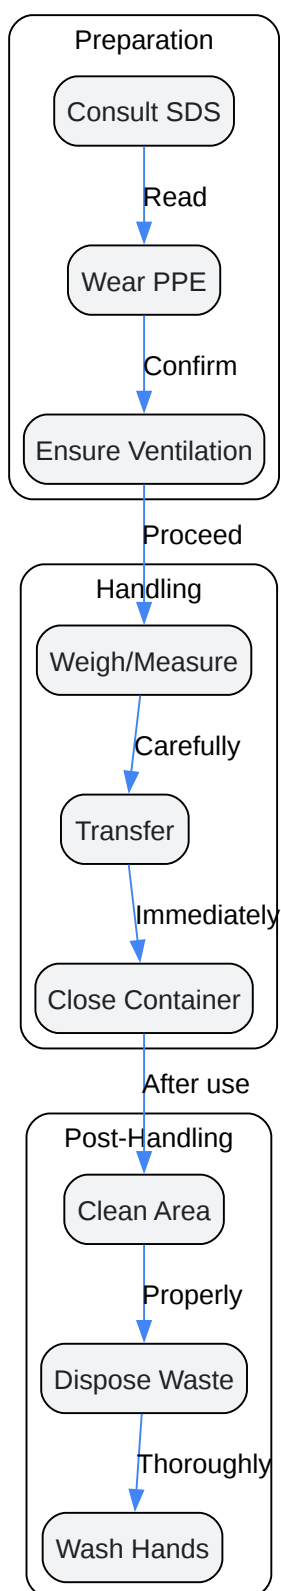 Preparation
Consult SDS
Read
Wear PPE
Confirm
Ensure Ventilation
Proceed
Handling
Weigh/Measure
Carefully
Transfer
Immediately
Close Container
After use
Post-Handling
Clean Area
Properly
Dispose Waste
Thoroughly
Wash Hands